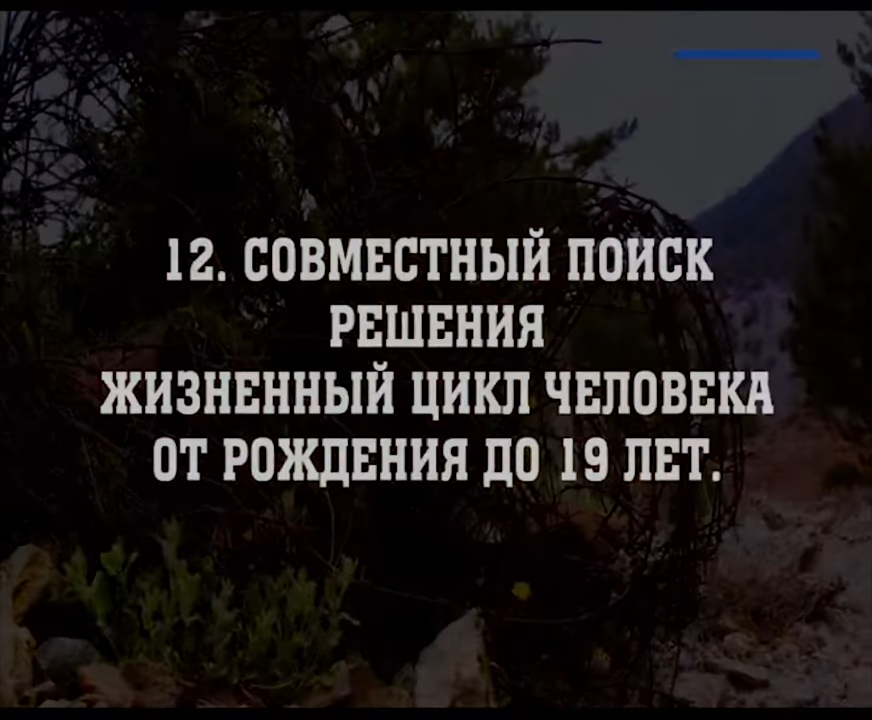 12. СОВМЕСТНЫЙ ПОИСК
РЕШЕНИЯ
ЖИЗНЕННЫЙ ЦИКЛ ЧЕЛОВЕКА
ОТ РОЖДЕНИЯ ДО 19 ЛЕТ.